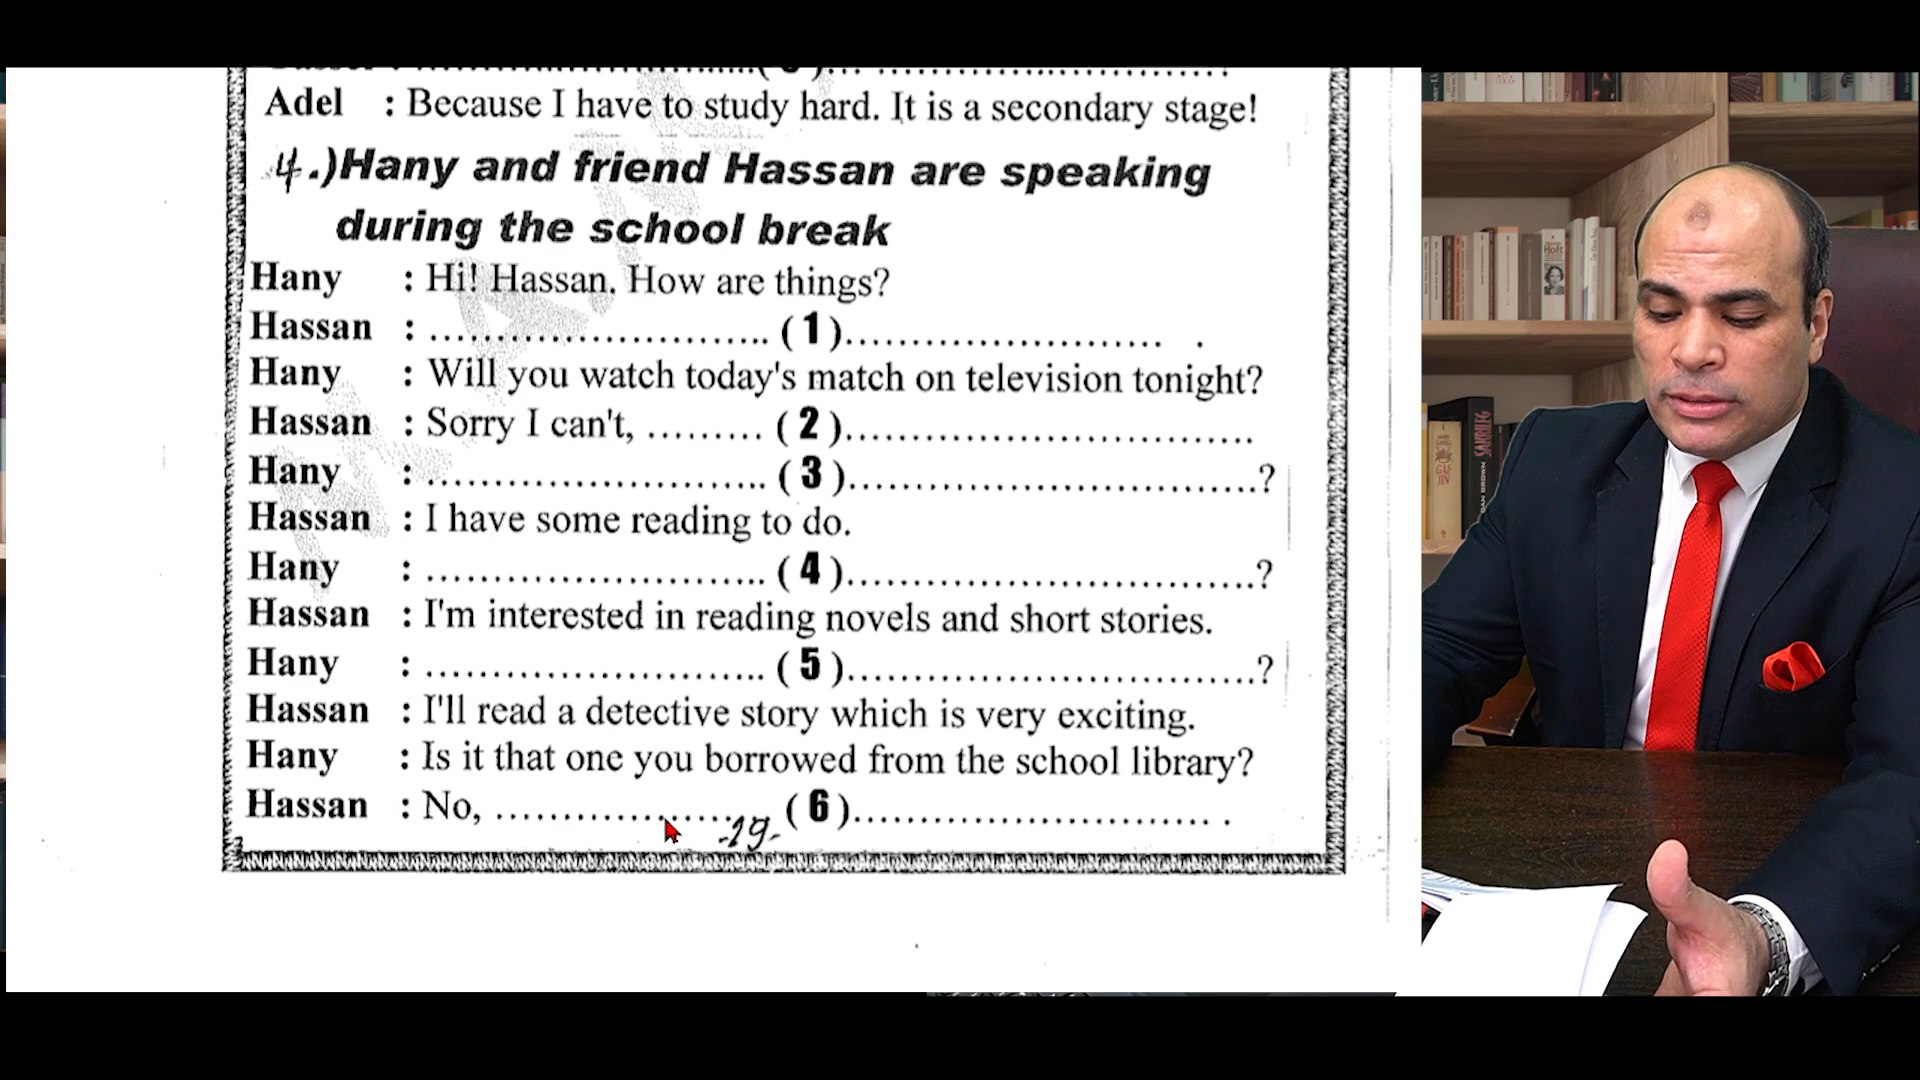 Adel : Because I have to study hard. It is a secondary stage!
4.)Hany and friend Hassan are speaking
during the school break
Hany : Hi! Hassan. How are things?
Hassan : ........................ (1)........................ .
Hany : Will you watch today's match on television tonight?
Hassan : Sorry I can't, ......... (2)................................
Hany : ........................ (3)................................?
Hassan : I have some reading to do.
Hany : ........................ (4)................................?
Hassan : I'm interested in reading novels and short stories.
Hany : ........................ (5)................................?
Hassan : I'll read a detective story which is very exciting.
Hany : Is it that one you borrowed from the school library?
Hassan : No, ..................... (6)............................ .
-19-